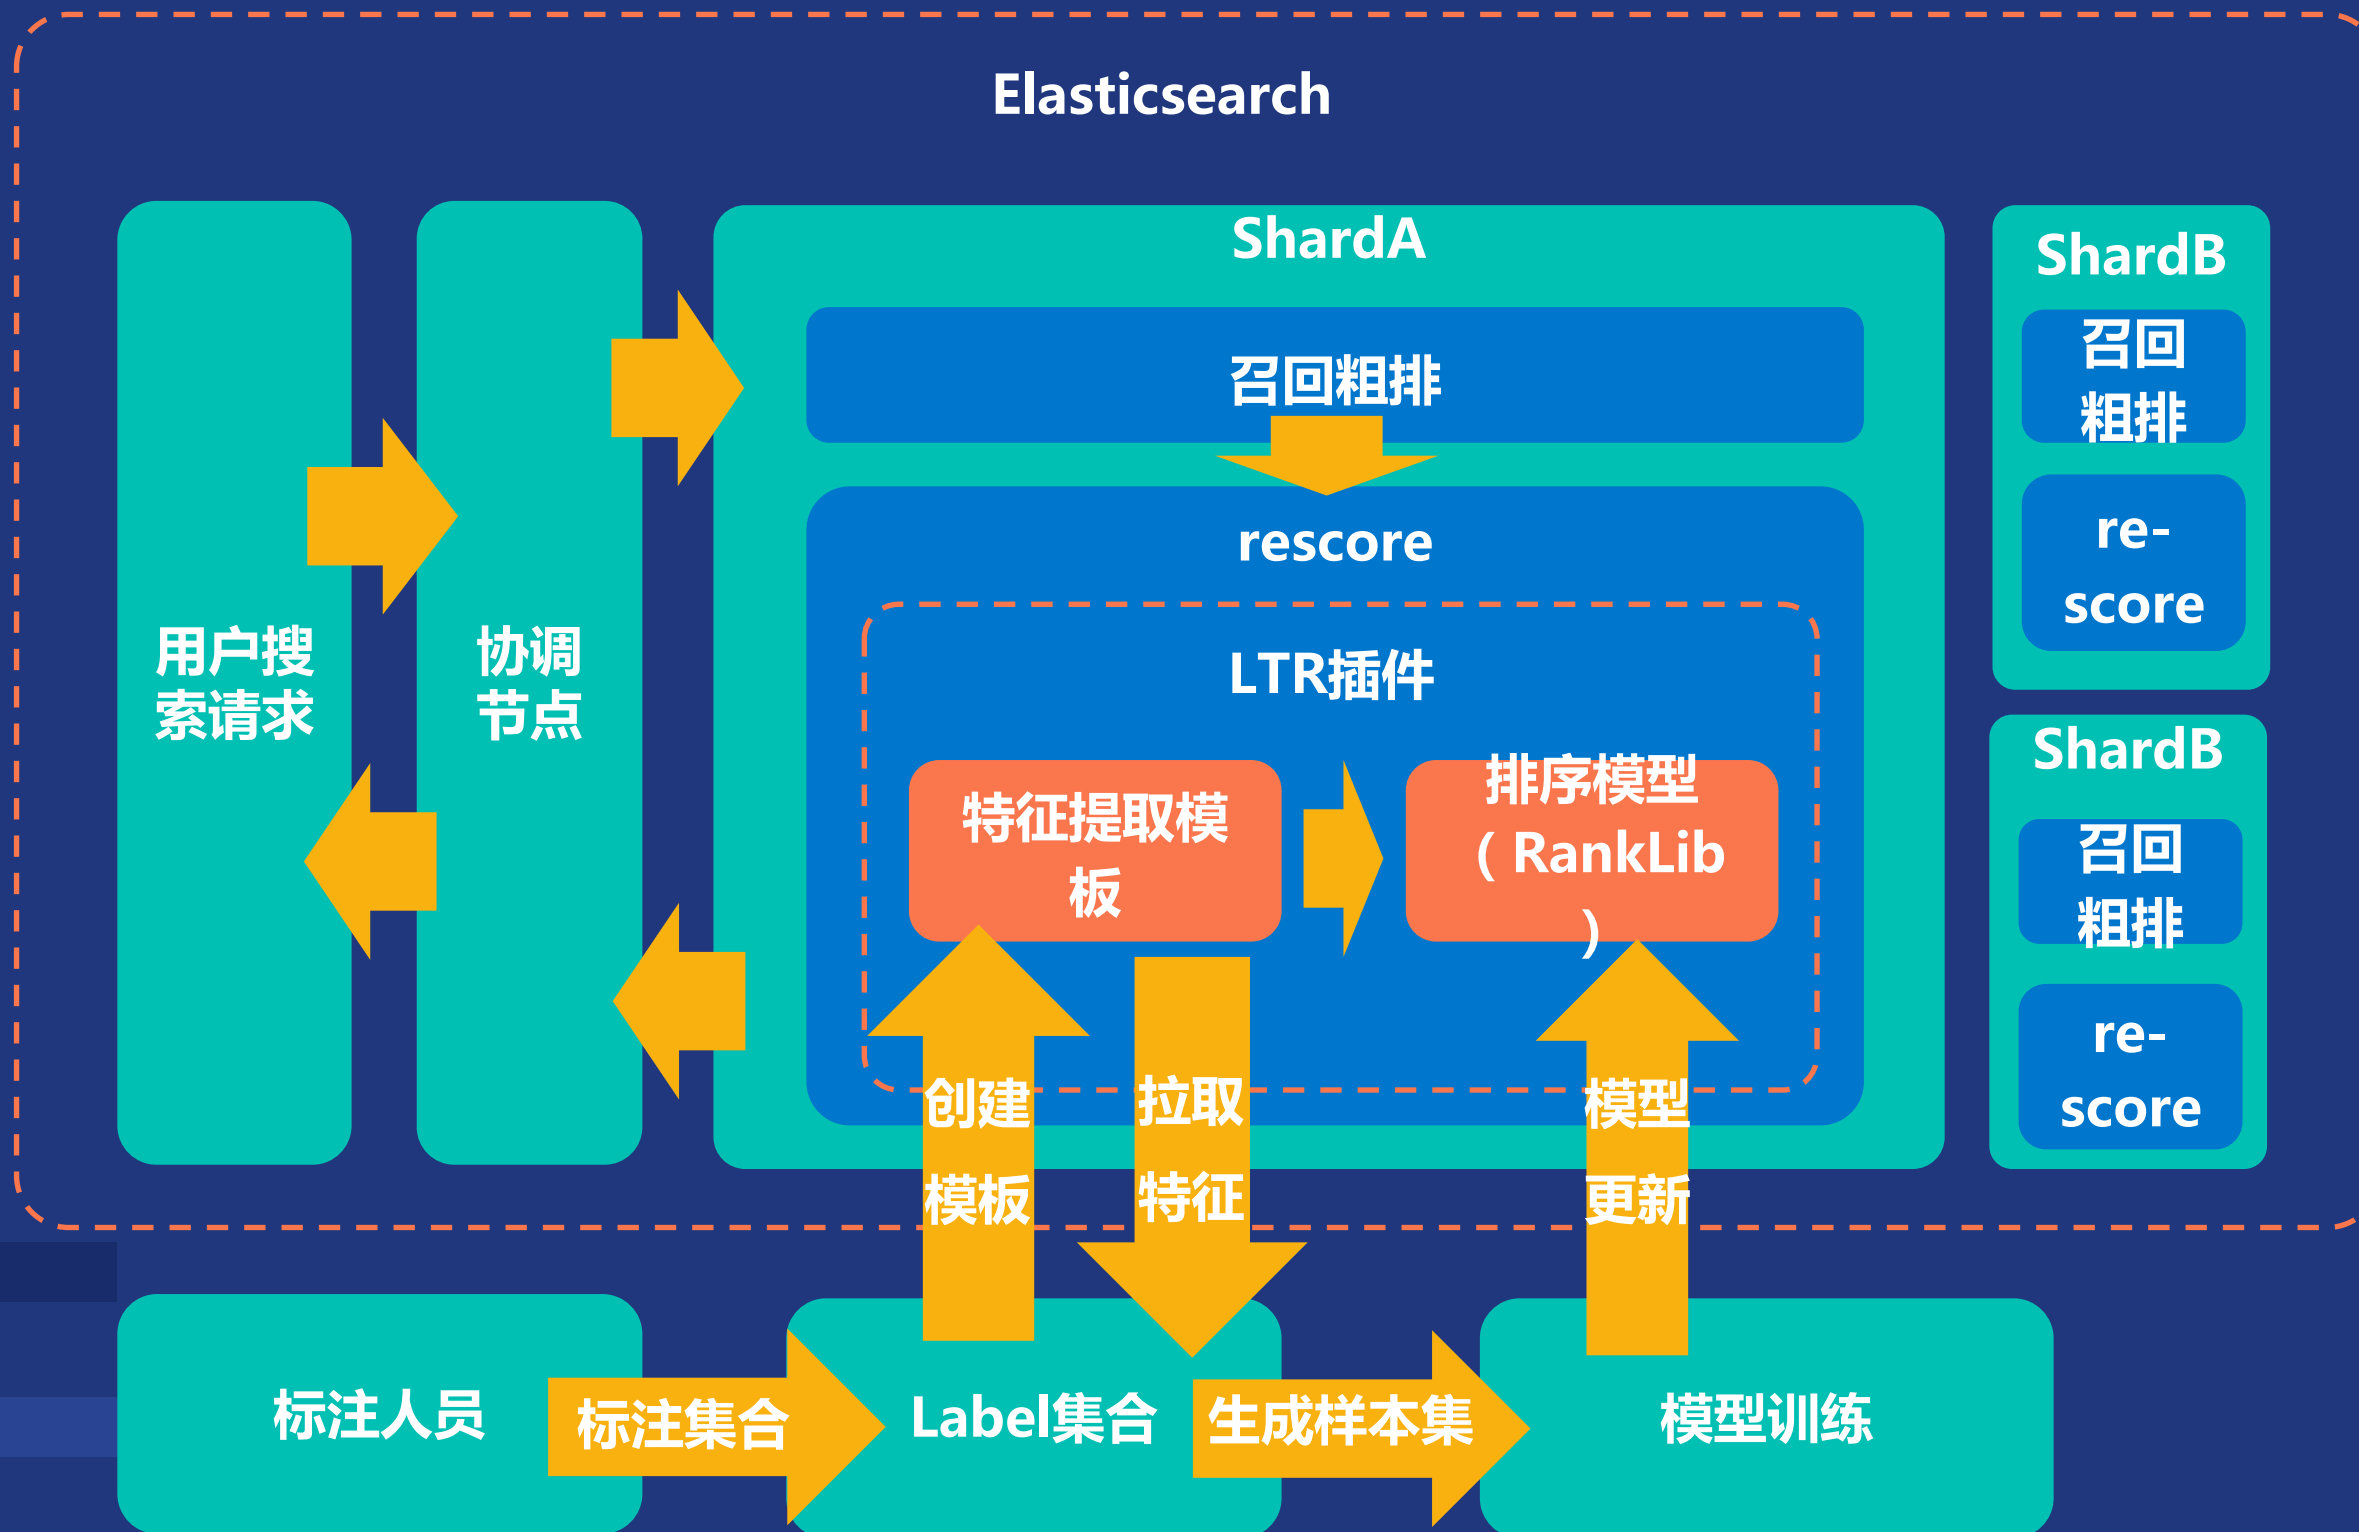 Elasticsearch
用户搜
索请求
协调
节点
ShardA
召回粗排
rescore
LTR插件
特征提取模
板
排序模型
（RankLib
）
ShardB
召回
粗排
re-
score
ShardB
召回
粗排
re-
score
创建
模板
拉取
特征
模型
更新
标注人员
标注集合
Label集合
生成样本集
模型训练